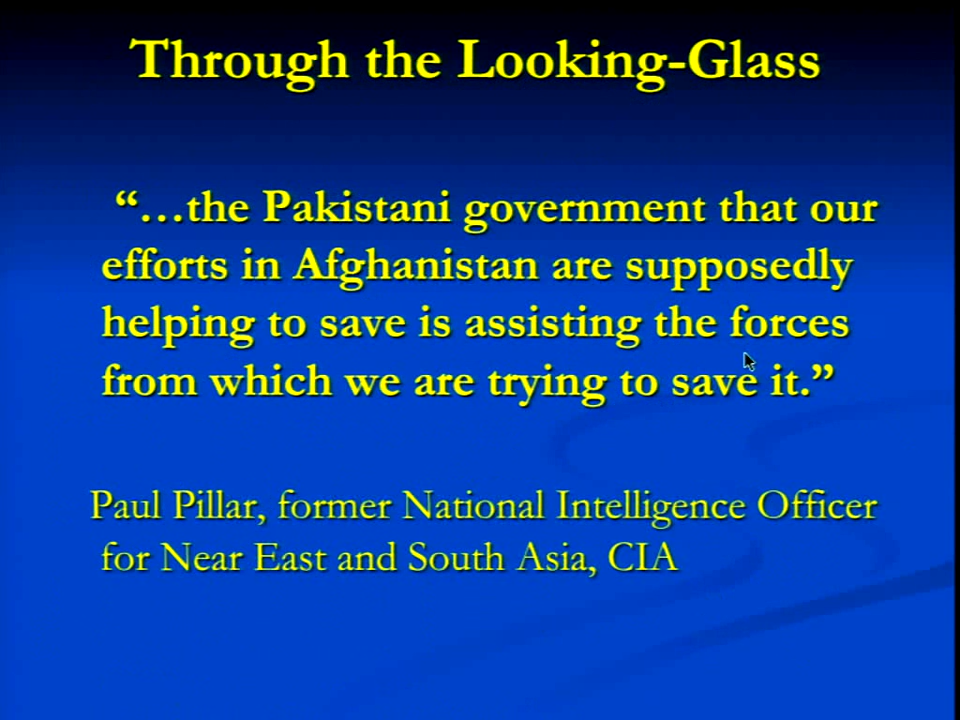 Through the Looking-Glass
“…the Pakistani government that our
efforts in Afghanistan are supposedly
helping to save is assisting the forces
from which we are trying to save it.”
Paul Pillar, former National Intelligence Officer
for Near East and South Asia, CIA